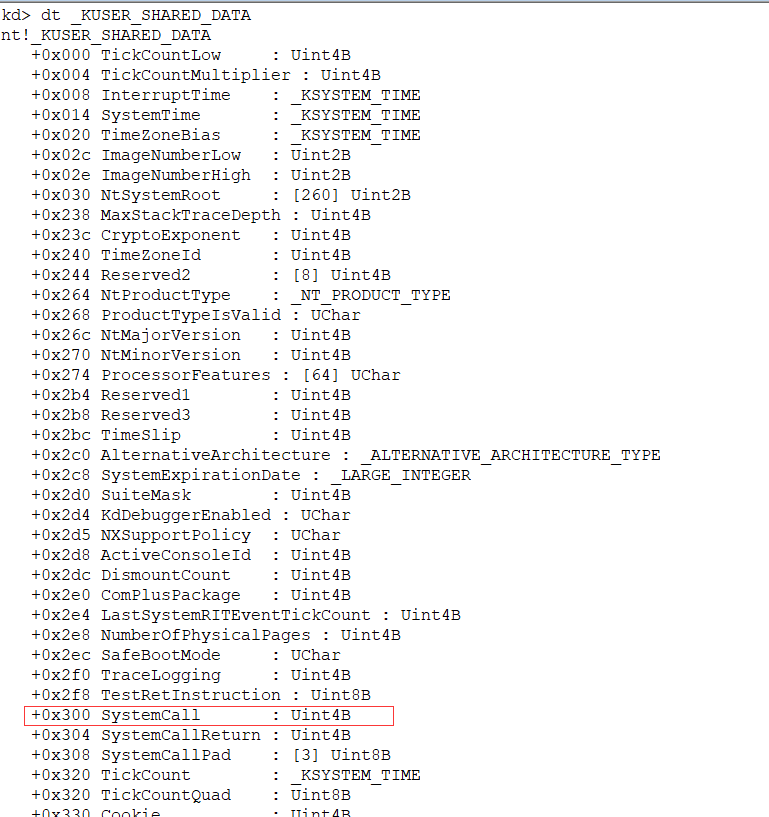 kd> dt _KUSER_SHARED_DATA
nt!_KUSER_SHARED_DATA
   +0x000 TickCountLow     : Uint4B
   +0x004 TickCountMultiplier : Uint4B
   +0x008 InterruptTime    : _KSYSTEM_TIME
   +0x014 SystemTime       : _KSYSTEM_TIME
   +0x020 TimeZoneBias     : _KSYSTEM_TIME
   +0x02c ImageNumberLow   : Uint2B
   +0x02e ImageNumberHigh  : Uint2B
   +0x030 NtSystemRoot     : [260] Uint2B
   +0x238 MaxStackTraceDepth : Uint4B
   +0x23c CryptoExponent   : Uint4B
   +0x240 TimeZoneId       : Uint4B
   +0x244 Reserved2        : [8] Uint4B
   +0x264 NtProductType    : _NT_PRODUCT_TYPE
   +0x268 ProductTypeIsValid : UChar
   +0x26c NtMajorVersion   : Uint4B
   +0x270 NtMinorVersion   : Uint4B
   +0x274 ProcessorFeatures : [64] UChar
   +0x2b4 Reserved1        : Uint4B
   +0x2b8 Reserved3        : Uint4B
   +0x2bc TimeSlip         : Uint4B
   +0x2c0 AlternativeArchitecture : _ALTERNATIVE_ARCHITECTURE_TYPE
   +0x2c8 SystemExpirationDate : _LARGE_INTEGER
   +0x2d0 SuiteMask        : Uint4B
   +0x2d4 KdDebuggerEnabled : UChar
   +0x2d5 NXSupportPolicy  : UChar
   +0x2d8 ActiveConsoleId  : Uint4B
   +0x2dc DismountCount    : Uint4B
   +0x2e0 ComPlusPackage   : Uint4B
   +0x2e4 LastSystemRITEventTickCount : Uint4B
   +0x2e8 NumberOfPhysicalPages : Uint4B
   +0x2ec SafeBootMode     : UChar
   +0x2f0 TraceLogging     : Uint4B
   +0x2f8 TestRetInstruction : Uint8B
   +0x300 SystemCall       : Uint4B
   +0x304 SystemCallReturn : Uint4B
   +0x308 SystemCallPad    : [3] Uint8B
   +0x320 TickCount        : _KSYSTEM_TIME
   +0x320 TickCountQuad    : Uint8B
   +0x330 Cookie           : Uint4B